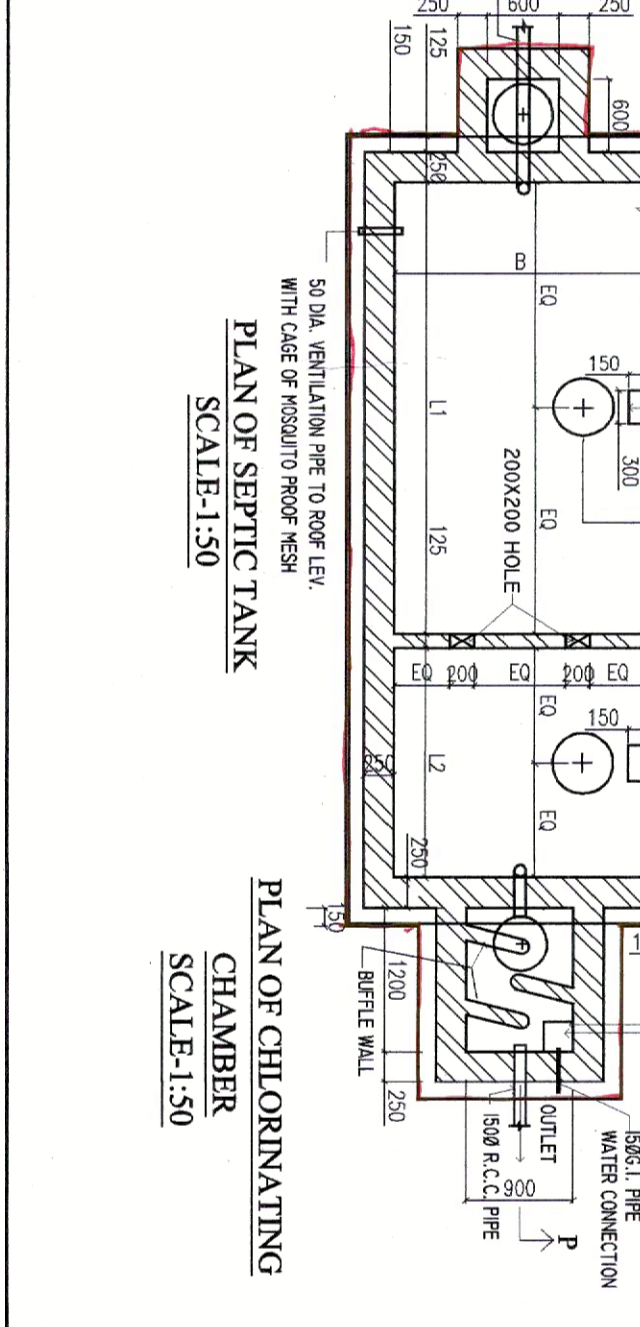 250
600
250
125
150
600
250
B
EQ
50 DIA. VENTILATION PIPE TO ROOF LEV.
WITH CAGE OF MOSQUITO PROOF MESH
150
300
L1
EQ
125
200X200 HOLE
PLAN OF SEPTIC TANK
SCALE-1:50
EQ
200
EQ
200
EQ
EQ
150
L2
250
EQ
250
150
1200
BUFFLE WALL
250
900
OUTLET
150Ø R.C.C. PIPE
15ØG.I. PIPE
WATER CONNECTION
P
PLAN OF CHLORINATING
CHAMBER
SCALE-1:50